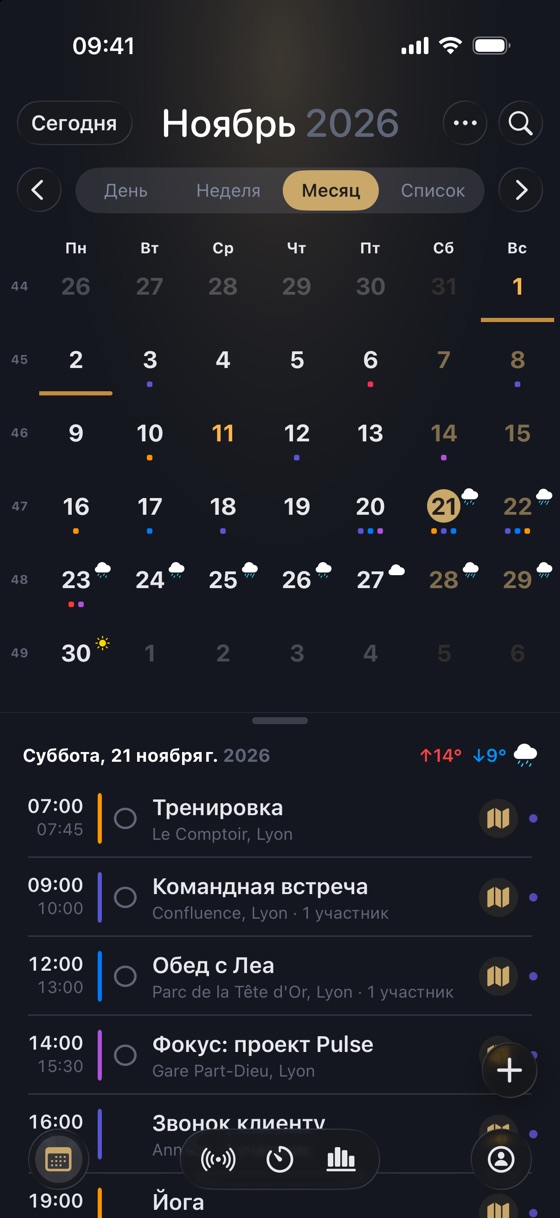 09:41
Сегодня
Ноябрь 2026
День Неделя Месяц Список
Пн Вт Ср Чт Пт Сб Вс
44 26 27 28 29 30 31 1
45 2 3 4 5 6 7 8
46 9 10 11 12 13 14 15
47 16 17 18 19 20 21 22
48 23 24 25 26 27 28 29
49 30 1 2 3 4 5 6
Суббота, 21 ноября г. 2026 ↑14° ↓9°
07:00 Тренировка
07:45 Le Comptoir, Lyon
09:00 Командная встреча
10:00 Confluence, Lyon · 1 участник
12:00 Обед с Леа
13:00 Parc de la Tête d'Or, Lyon · 1 участник
14:00 Фокус: проект Pulse
15:30 Gare Part-Dieu, Lyon
16:00 Звонок клиенту
19:00 Йога